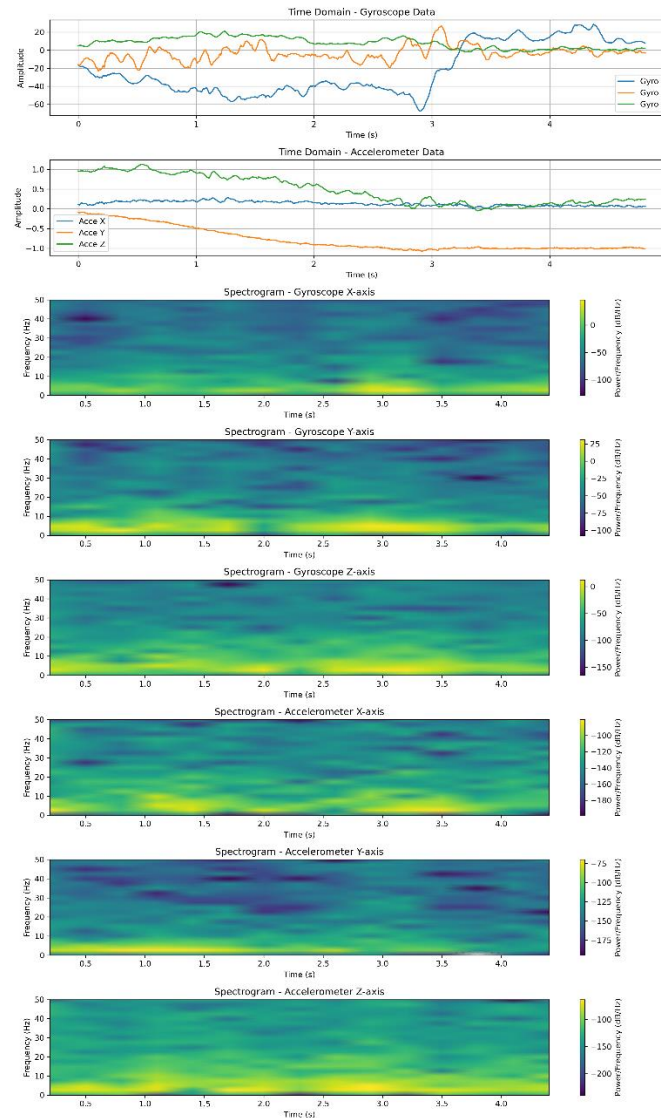 Time Domain - Gyroscope Data
Amplitude
20
0
−20
−40
−60
Gyro
Gyro
Gyro
0 1 2 3 4
Time (s)
Time Domain - Accelerometer Data
Amplitude
1.0
0.5
0.0
−0.5
−1.0
Acce X
Acce Y
Acce Z
0 1 2 3 4
Time (s)
Spectrogram - Gyroscope X-axis
Frequency (Hz)
50
40
30
20
10
0
0.5 1.0 1.5 2.0 2.5 3.0 3.5 4.0
Time (s)
0
−50
−100
Power/Frequency (dB/Hz)
Spectrogram - Gyroscope Y-axis
Frequency (Hz)
50
40
30
20
10
0
0.5 1.0 1.5 2.0 2.5 3.0 3.5 4.0
Time (s)
25
0
−25
−50
−75
−100
Power/Frequency (dB/Hz)
Spectrogram - Gyroscope Z-axis
Frequency (Hz)
50
40
30
20
10
0
0.5 1.0 1.5 2.0 2.5 3.0 3.5 4.0
Time (s)
0
−50
−100
−150
Power/Frequency (dB/Hz)
Spectrogram - Accelerometer X-axis
Frequency (Hz)
50
40
30
20
10
0
0.5 1.0 1.5 2.0 2.5 3.0 3.5 4.0
Time (s)
−100
−120
−140
−160
−180
Power/Frequency (dB/Hz)
Spectrogram - Accelerometer Y-axis
Frequency (Hz)
50
40
30
20
10
0
0.5 1.0 1.5 2.0 2.5 3.0 3.5 4.0
Time (s)
−75
−100
−125
−150
−175
Power/Frequency (dB/Hz)
Spectrogram - Accelerometer Z-axis
Frequency (Hz)
50
40
30
20
10
0
0.5 1.0 1.5 2.0 2.5 3.0 3.5 4.0
Time (s)
−100
−150
−200
Power/Frequency (dB/Hz)